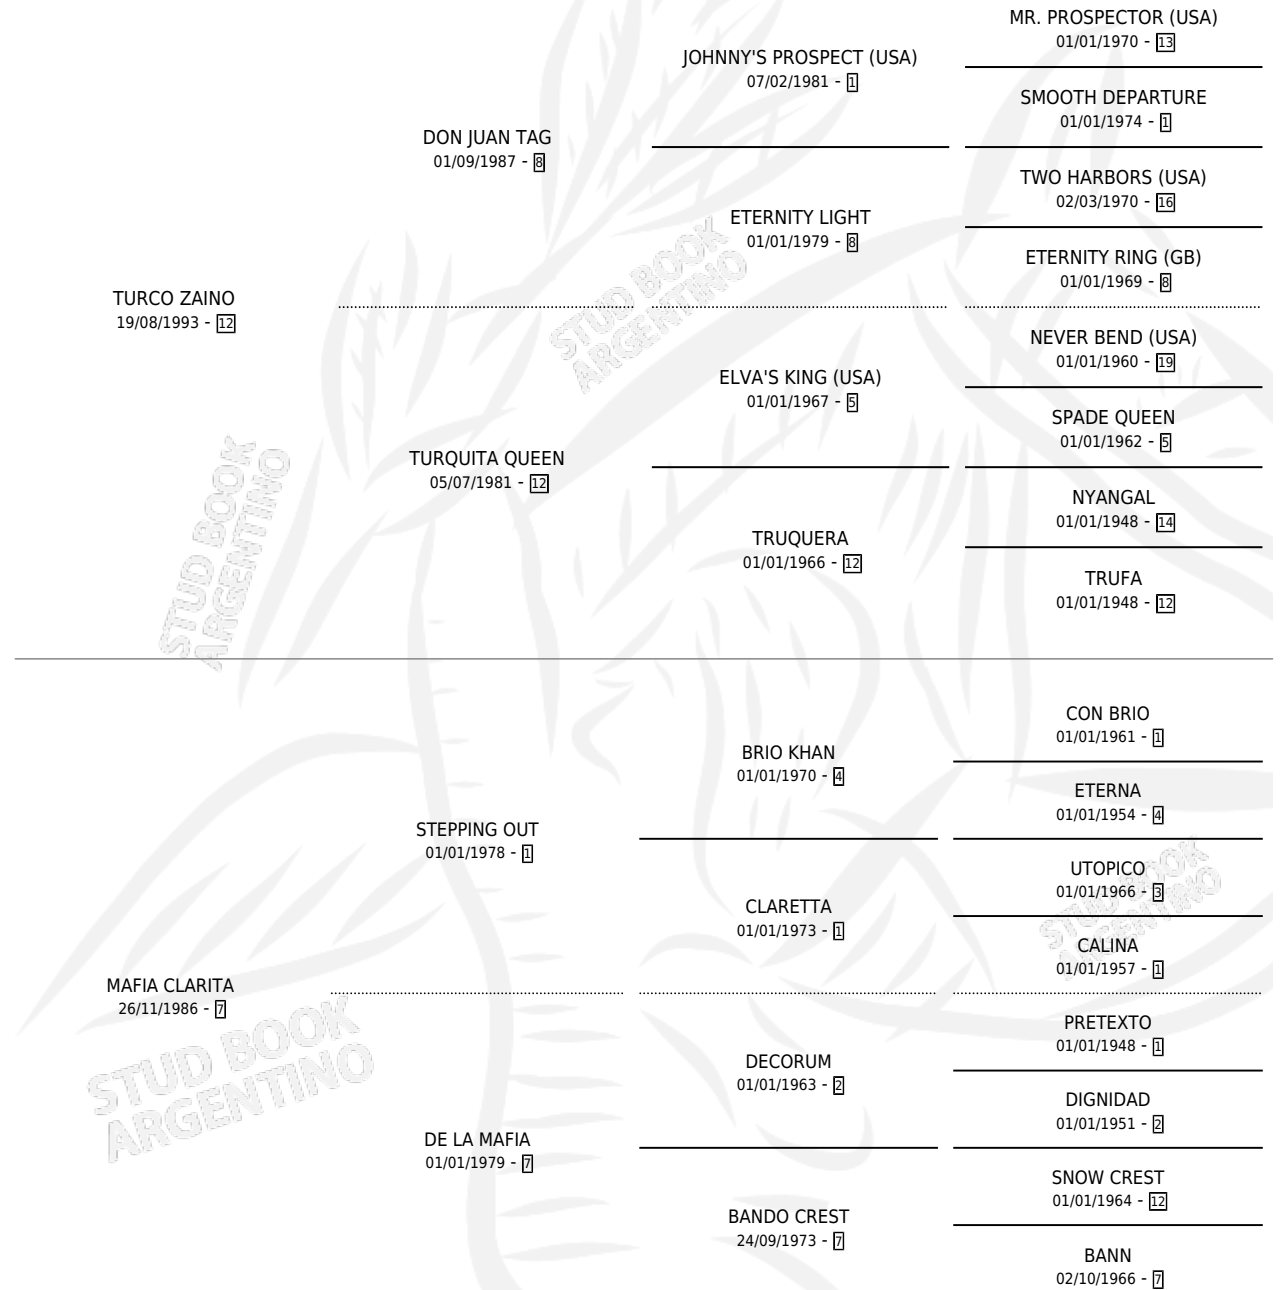 MR. PROSPECTOR (USA)
01/01/1970 - 13
JOHNNY'S PROSPECT (USA)
07/02/1981 - 1
SMOOTH DEPARTURE
01/01/1974 - 1
DON JUAN TAG
01/09/1987 - 8
TWO HARBORS (USA)
02/03/1970 - 16
ETERNITY LIGHT
01/01/1979 - 8
ETERNITY RING (GB)
01/01/1969 - 8
TURCO ZAINO
19/08/1993 - 12
NEVER BEND (USA)
01/01/1960 - 19
ELVA'S KING (USA)
01/01/1967 - 5
SPADE QUEEN
01/01/1962 - 5
TURQUITA QUEEN
05/07/1981 - 12
NYANGAL
01/01/1948 - 14
TRUQUERA
01/01/1966 - 12
TRUFA
01/01/1948 - 12
CON BRIO
01/01/1961 - 1
BRIO KHAN
01/01/1970 - 4
ETERNA
01/01/1954 - 4
STEPPING OUT
01/01/1978 - 1
UTOPICO
01/01/1966 - 3
CLARETTA
01/01/1973 - 1
CALINA
01/01/1957 - 1
MAFIA CLARITA
26/11/1986 - 7
PRETEXTO
01/01/1948 - 1
DECORUM
01/01/1963 - 2
DIGNIDAD
01/01/1951 - 2
DE LA MAFIA
01/01/1979 - 7
SNOW CREST
01/01/1964 - 12
BANDO CREST
24/09/1973 - 7
BANN
02/10/1966 - 7
STUD BOOK
ARGENTINO
STUD BOOK
ARGENTINO
STUD BOOK
ARGENTINO
STUD BOOK
ARGENTINO